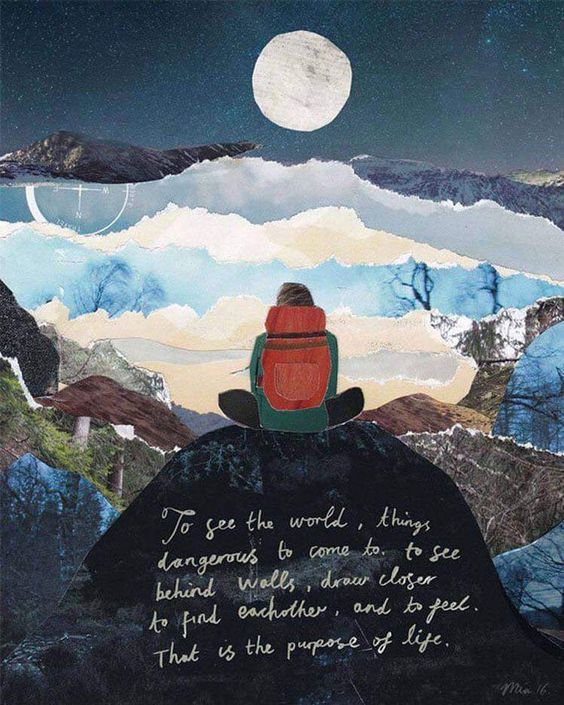 W
N
To see the world, things
dangerous to come to. to see
behind walls, draw closer
to find eachother, and to feel.
That is the purpose of life.
Mia 16